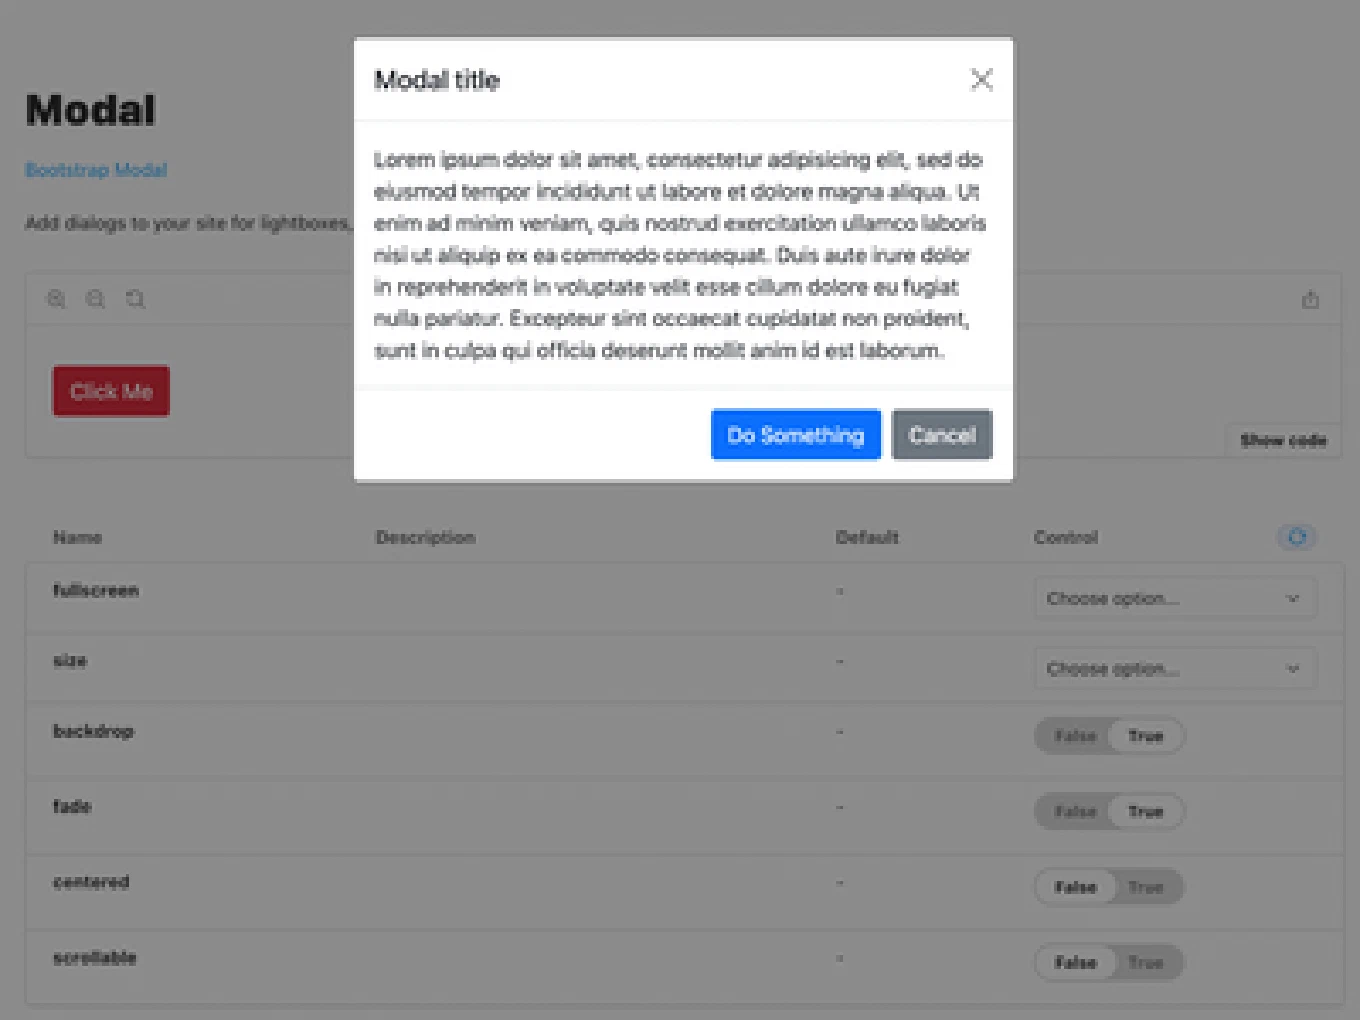 Modal title
Modal
Bootstrap Modal
Add dialogs to your site for lightboxes,
Lorem ipsum dolor sit amet, consectetur adipisicing elit, sed do
eiusmod tempor incididunt ut labore et dolore magna aliqua. Ut
enim ad minim veniam, quis nostrud exercitation ullamco laboris
nisi ut aliquip ex ea commodo consequat. Duis aute irure dolor
in reprehenderit in voluptate velit esse cillum dolore eu fugiat
nulla pariatur. Excepteur sint occaecat cupidatat non proident,
sunt in culpa qui officia deserunt mollit anim id est laborum.
Click Me
Do Something Cancel
Show code
Name Description Default Control
fullscreen - Choose option...
size - Choose option...
backdrop - False True
fade - False True
centered - False True
scrollable - False True